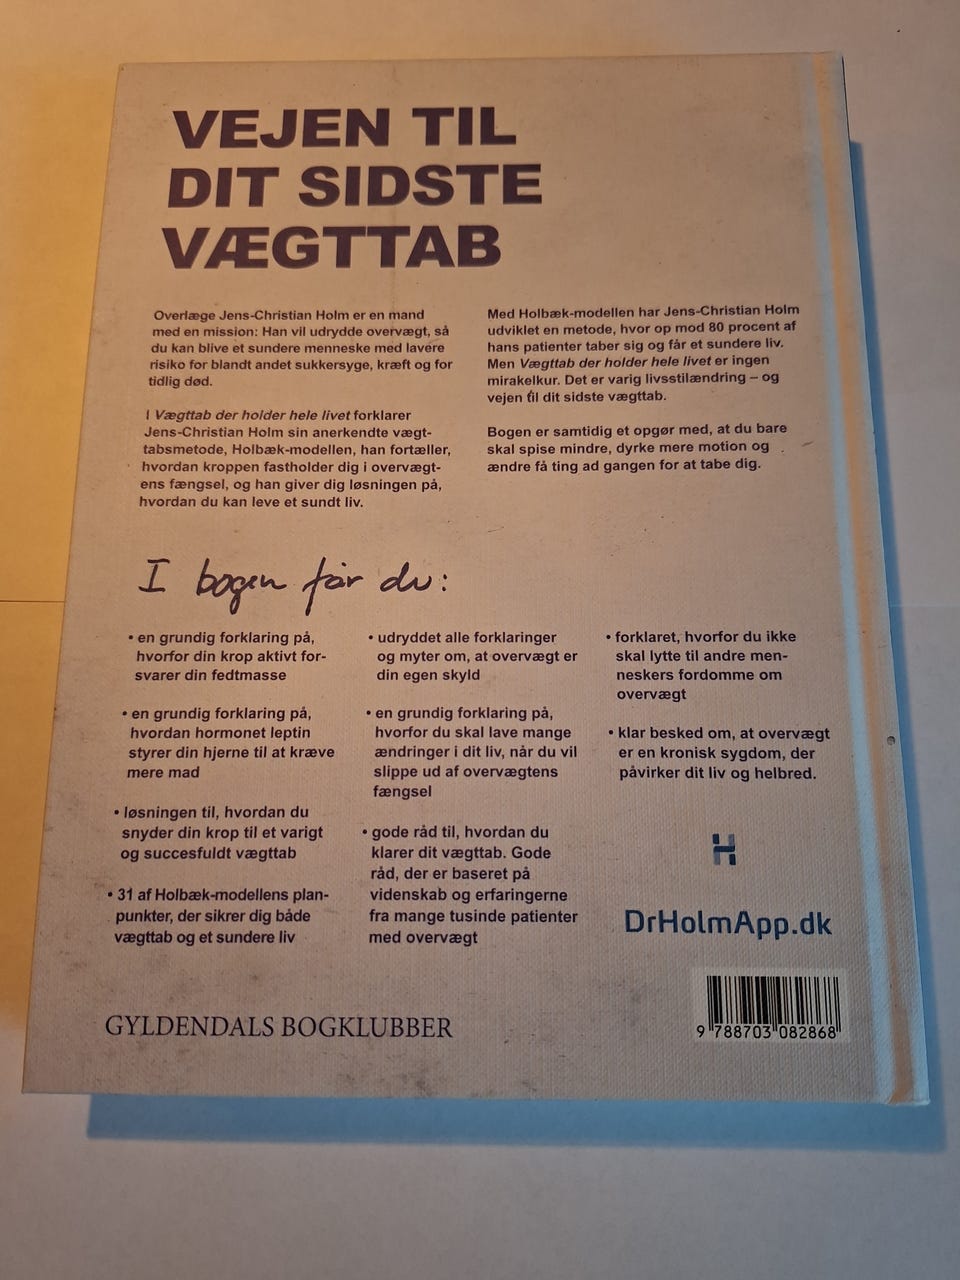 VEJEN TIL
DIT SIDSTE
VÆGTTAB
Overlæge Jens-Christian Holm er en mand
med en mission: Han vil udrydde overvægt, så
du kan blive et sundere menneske med lavere
risiko for blandt andet sukkersyge, kræft og for
tidlig død.
I Vægttab der holder hele livet forklarer
Jens-Christian Holm sin anerkendte vægt-
tabsmetode, Holbæk-modellen, han fortæller,
hvordan kroppen fastholder dig i overvægt-
ens fængsel, og han giver dig løsningen på,
hvordan du kan leve et sundt liv.
Med Holbæk-modellen har Jens-Christian Holm
udviklet en metode, hvor op mod 80 procent af
hans patienter taber sig og får et sundere liv.
Men Vægttab der holder hele livet er ingen
mirakelkur. Det er varig livsstilændring – og
vejen til dit sidste vægttab.
Bogen er samtidig et opgør med, at du bare
skal spise mindre, dyrke mere motion og
ændre få ting ad gangen for at tabe dig.
I bogen får du:
• en grundig forklaring på,
hvorfor din krop aktivt for-
svarer din fedtmasse
• en grundig forklaring på,
hvordan hormonet leptin
styrer din hjerne til at kræve
mere mad
• løsningen til, hvordan du
snyder din krop til et varigt
og succesfuldt vægttab
• 31 af Holbæk-modellens plan-
punkter, der sikrer dig både
vægttab og et sundere liv
• udryddet alle forklaringer
og myter om, at overvægt er
din egen skyld
• en grundig forklaring på,
hvorfor du skal lave mange
ændringer i dit liv, når du vil
slippe ud af overvægtens
fængsel
• gode råd til, hvordan du
klarer dit vægttab. Gode
råd, der er baseret på
videnskab og erfaringerne
fra mange tusinde patienter
med overvægt
• forklaret, hvorfor du ikke
skal lytte til andre men-
neskers fordomme om
overvægt
• klar besked om, at overvægt
er en kronisk sygdom, der
påvirker dit liv og helbred.
DrHolmApp.dk
GYLDENDALS BOGKLUBBER
9 788703 082868